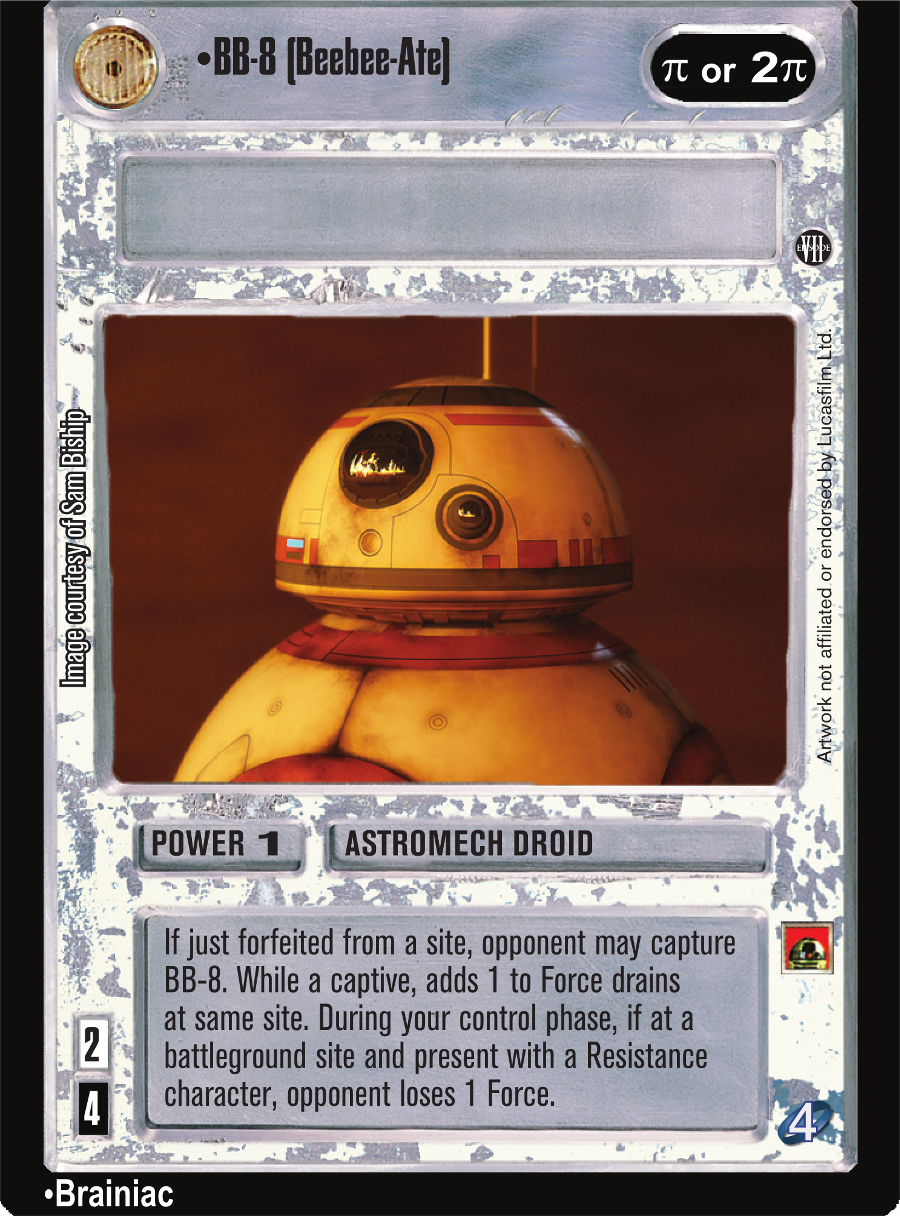 •BB-8 (Beebee-Ate)
π or 2π
EPISODE
VII
Image courtesy of Sam Biship
Artwork not affiliated or endorsed by Lucasfilm Ltd.
POWER 1
ASTROMECH DROID
If just forfeited from a site, opponent may capture
BB-8. While a captive, adds 1 to Force drains
at same site. During your control phase, if at a
battleground site and present with a Resistance
character, opponent loses 1 Force.
2
4
4
•Brainiac